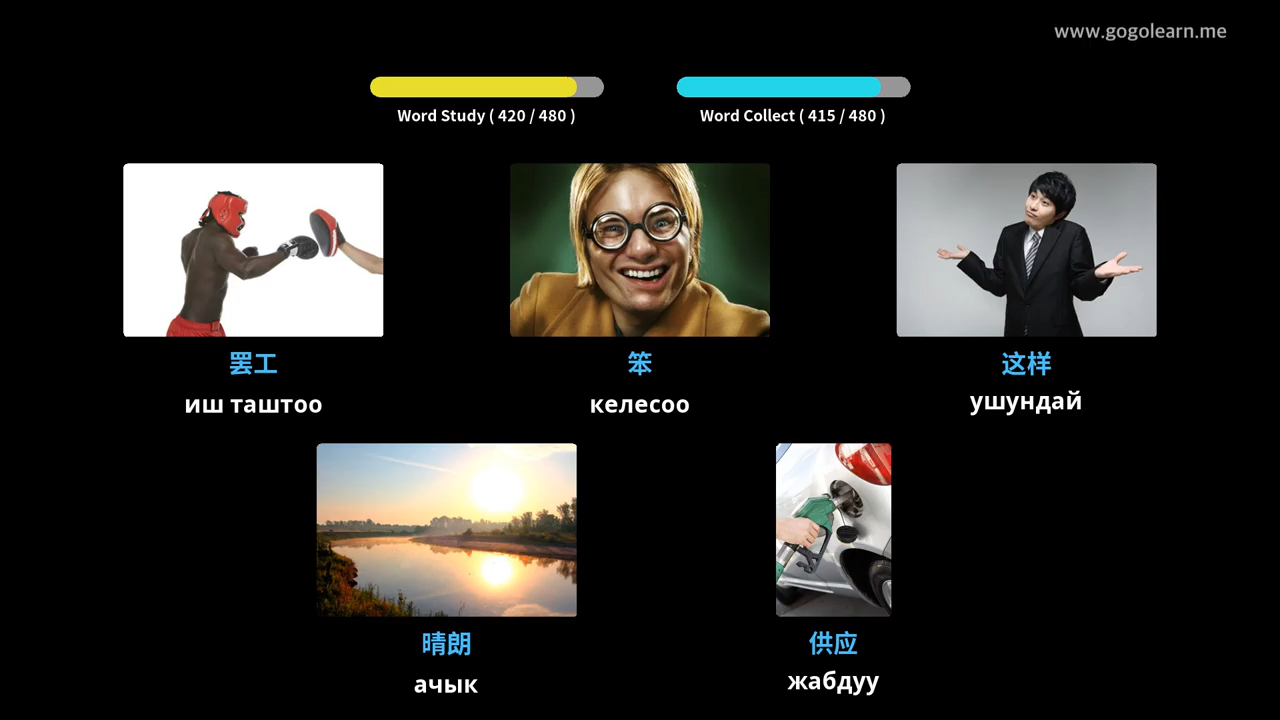 www.gogolearn.me
Word Study ( 420 / 480 )
Word Collect ( 415 / 480 )
罢工
笨
这样
иш таштоо
келесоо
ушундай
晴朗
供应
ачык
жабдуу